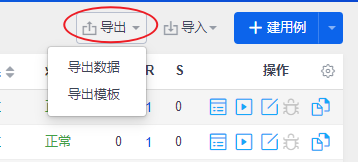 导出 导入 + 建用例
R S 操作
导出数据
1 0
导出模板
正常 0 1 0